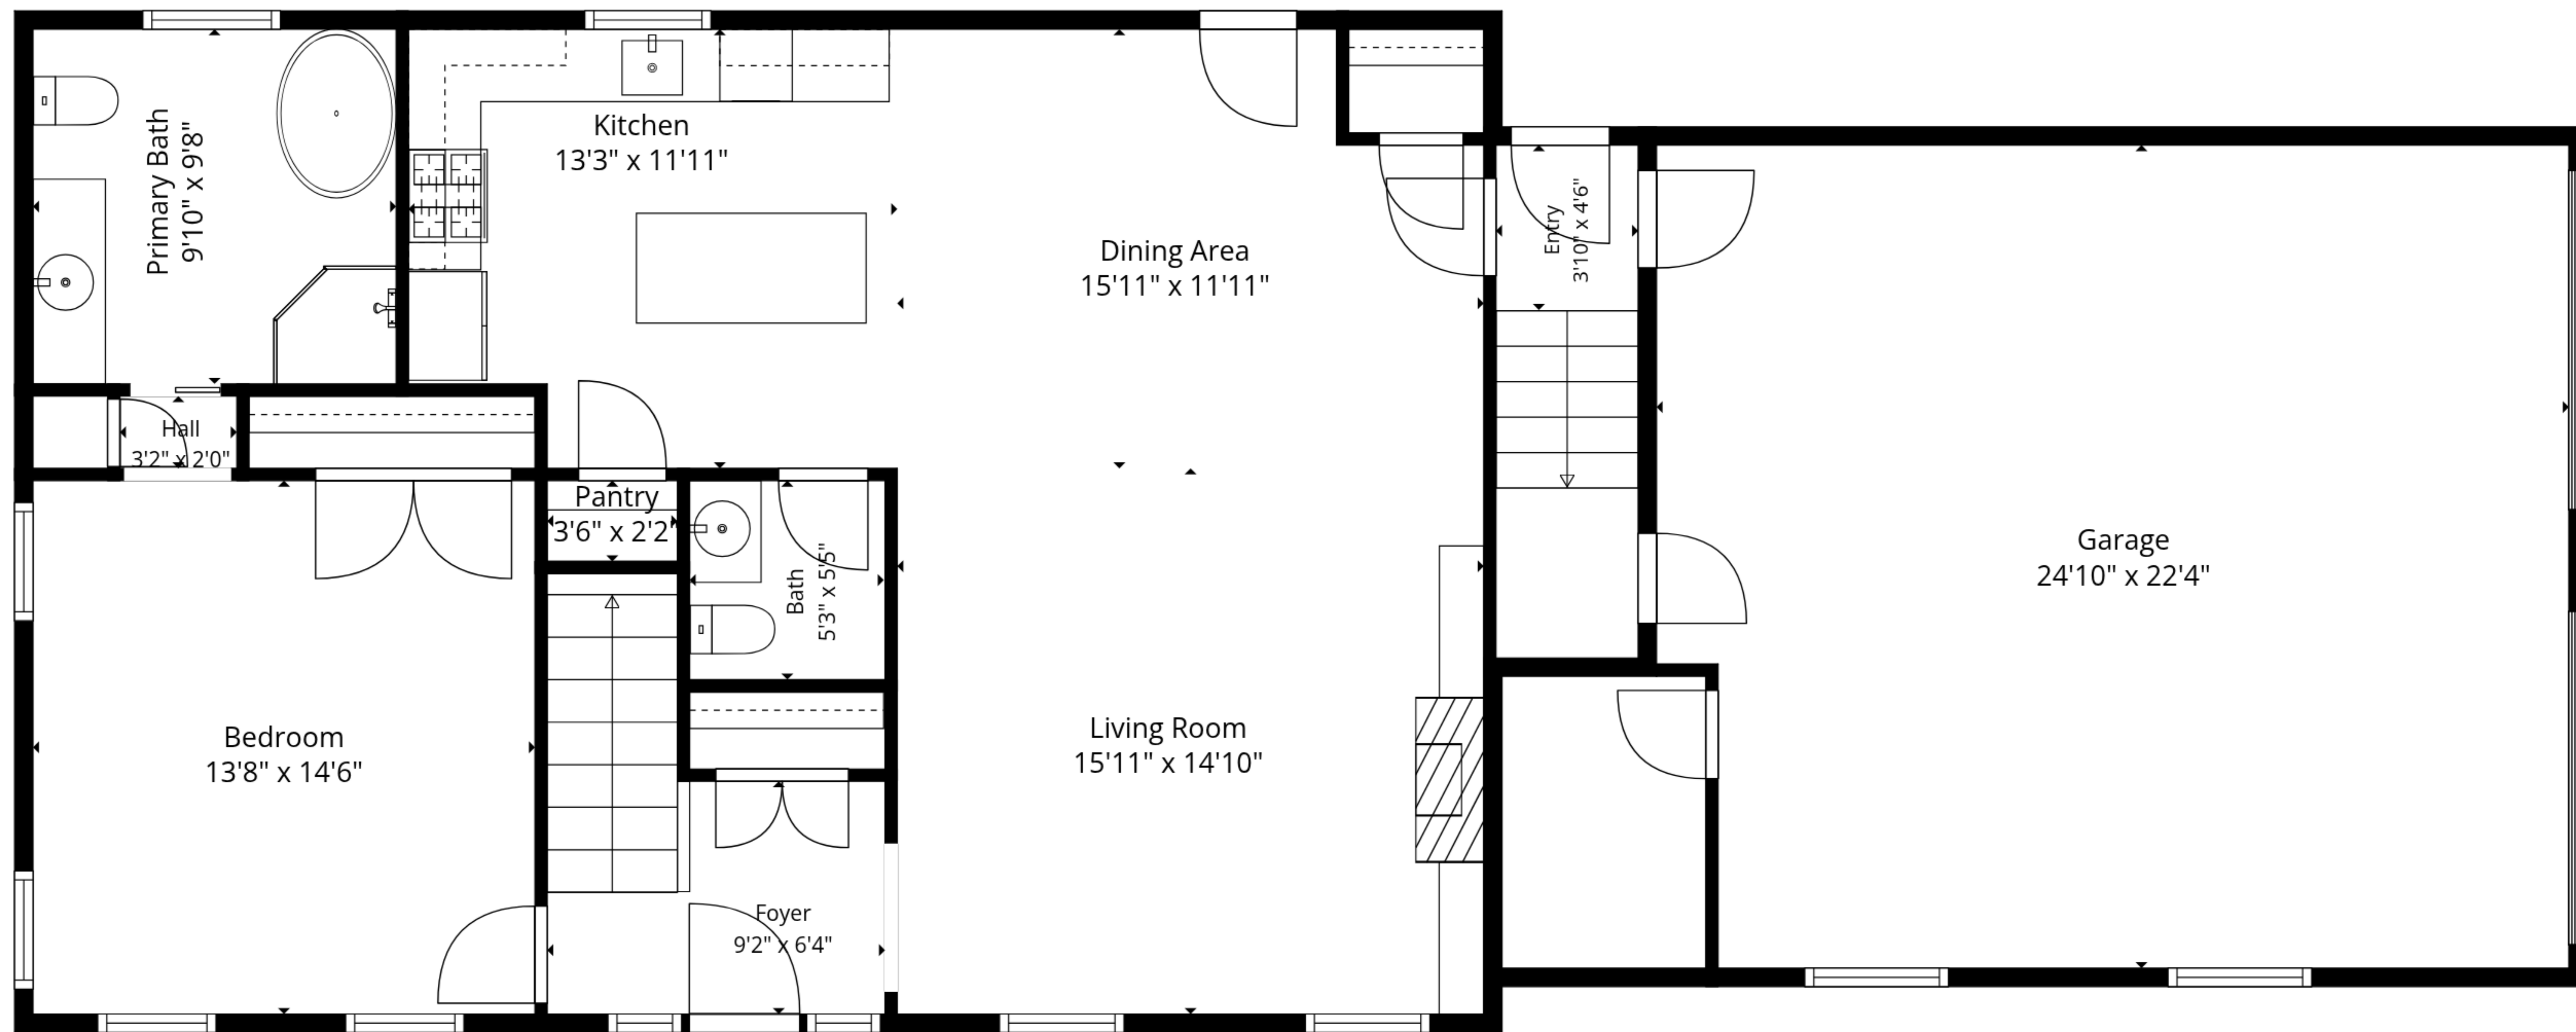 Primary Bath
9'10" x 9'8"
Kitchen
13'3" x 11'11"
Dining Area
15'11" x 11'11"
Entry
3'10" x 4'6"
Hall
3'2" x 2'0"
Pantry
3'6" x 2'2"
Bath
5'3" x 5'5"
Garage
24'10" x 22'4"
Bedroom
13'8" x 14'6"
Living Room
15'11" x 14'10"
Foyer
9'2" x 6'4"